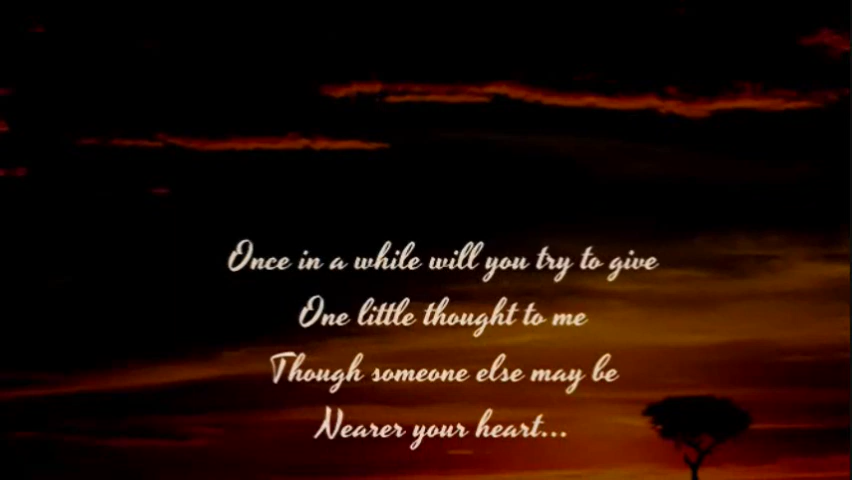 Once in a while will you try to give
One little thought to me
Though someone else may be
Nearer your heart...